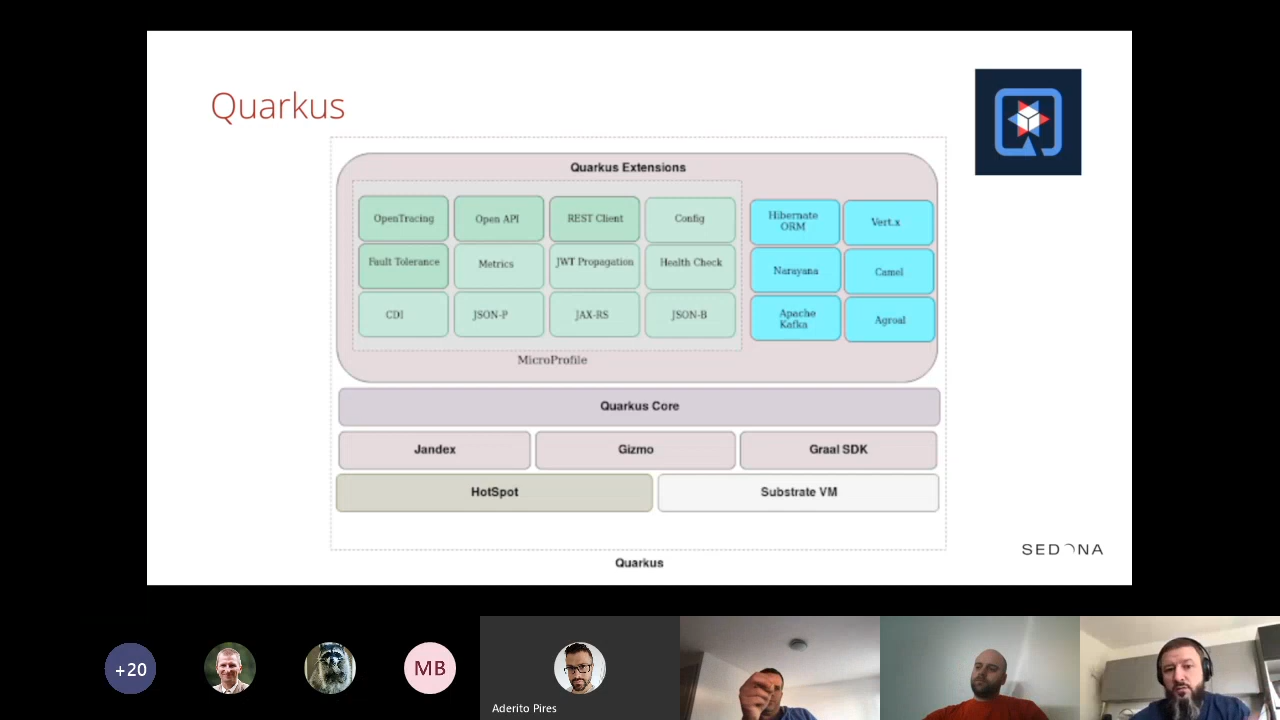 Quarkus
Quarkus Extensions
OpenTracing
Open API
REST Client
Config
Hibernate
ORM
Vert.x
Fault Tolerance
Metrics
JWT Propagation
Health Check
Narayana
Camel
CDI
JSON-P
JAX-RS
JSON-B
Apache
Kafka
Agroal
MicroProfile
Quarkus Core
Jandex
Gizmo
Graal SDK
HotSpot
Substrate VM
Quarkus
SEDONA
+20
MB
Aderito Pires